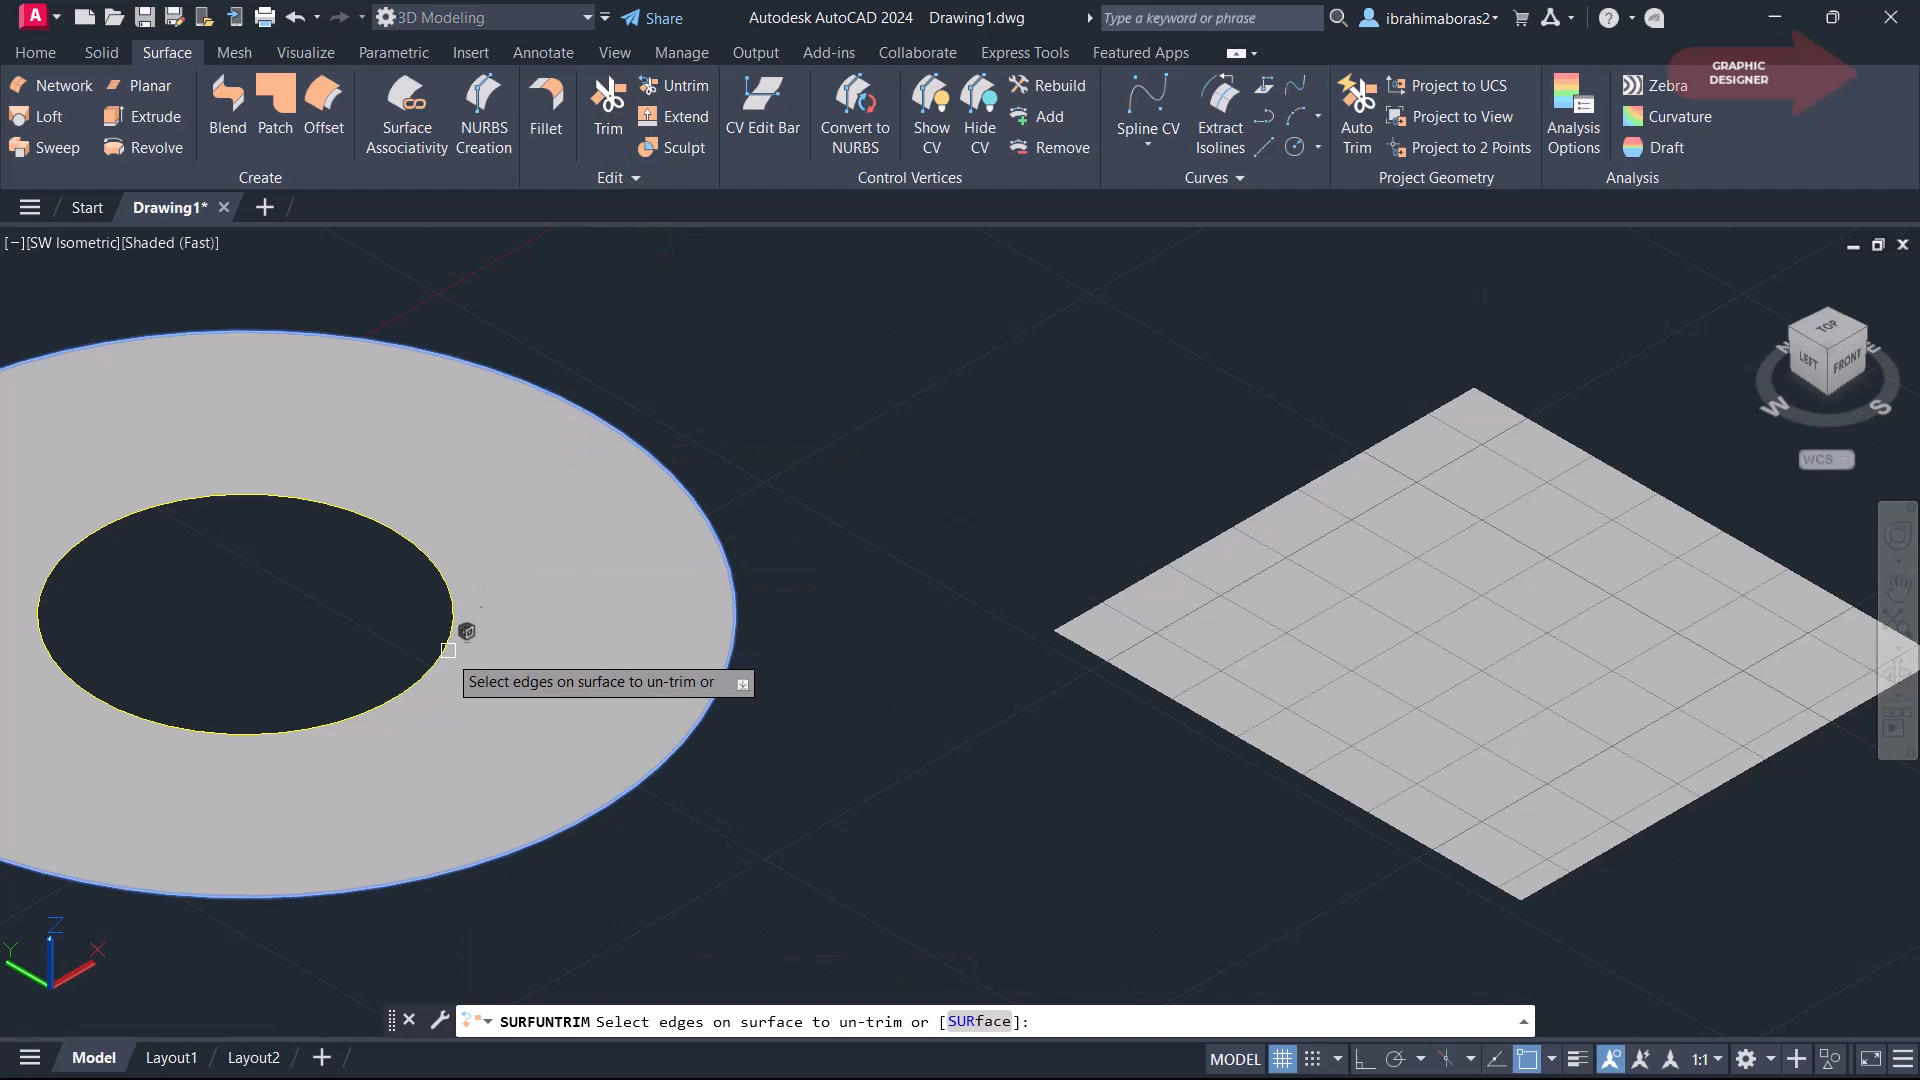 A 3D Modeling Share Autodesk AutoCAD 2024 Drawing1.dwg Type a keyword or phrase ibrahimaboras2
Home Solid Surface Mesh Visualize Parametric Insert Annotate View Manage Output Add-ins Collaborate Express Tools Featured Apps
GRAPHIC
DESIGNER
Network Planar Untrim Rebuild Project to UCS Zebra
Loft Extrude Extend Add Project to View Curvature
Blend Patch Offset Surface NURBS Fillet Trim CV Edit Bar Convert to Show Hide Spline CV Extract Auto Analysis
Sweep Revolve Associativity Creation Sculpt NURBS CV CV Remove Isolines Trim Project to 2 Points Options Draft
Create Edit Control Vertices Curves Project Geometry Analysis
Start Drawing1*
[−][SW Isometric][Shaded (Fast)]
TOP
LEFT FRONT
N E
W S
WCS
Select edges on surface to un-trim or
Z
Y X
SURFUNTRIM Select edges on surface to un-trim or [SURface]:
Model Layout1 Layout2 MODEL 1:1